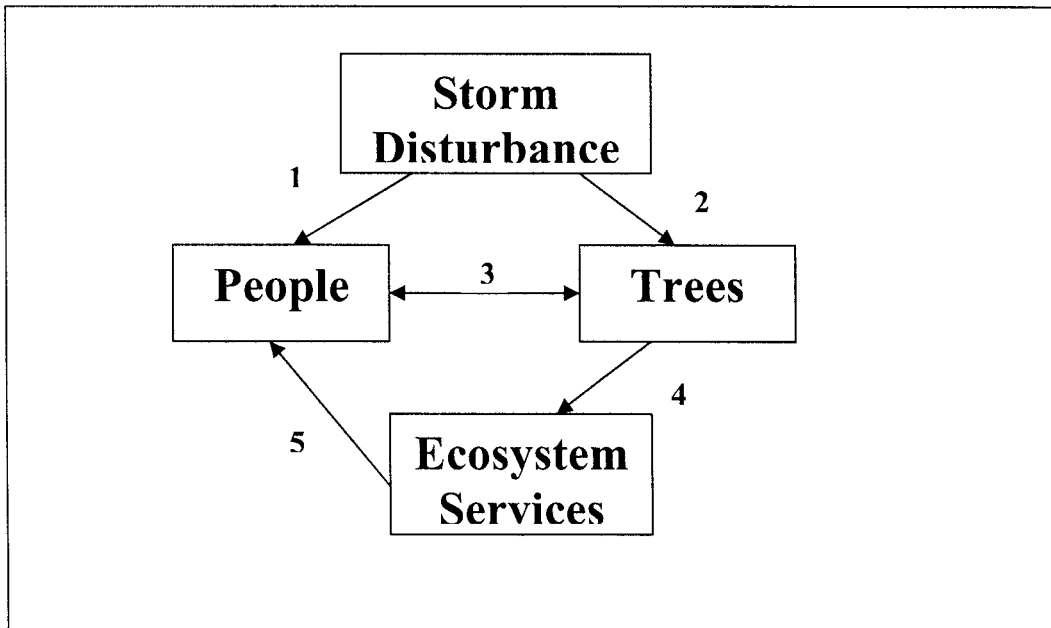 Storm
Disturbance
1
2
People
3
Trees
4
5
Ecosystem
Services